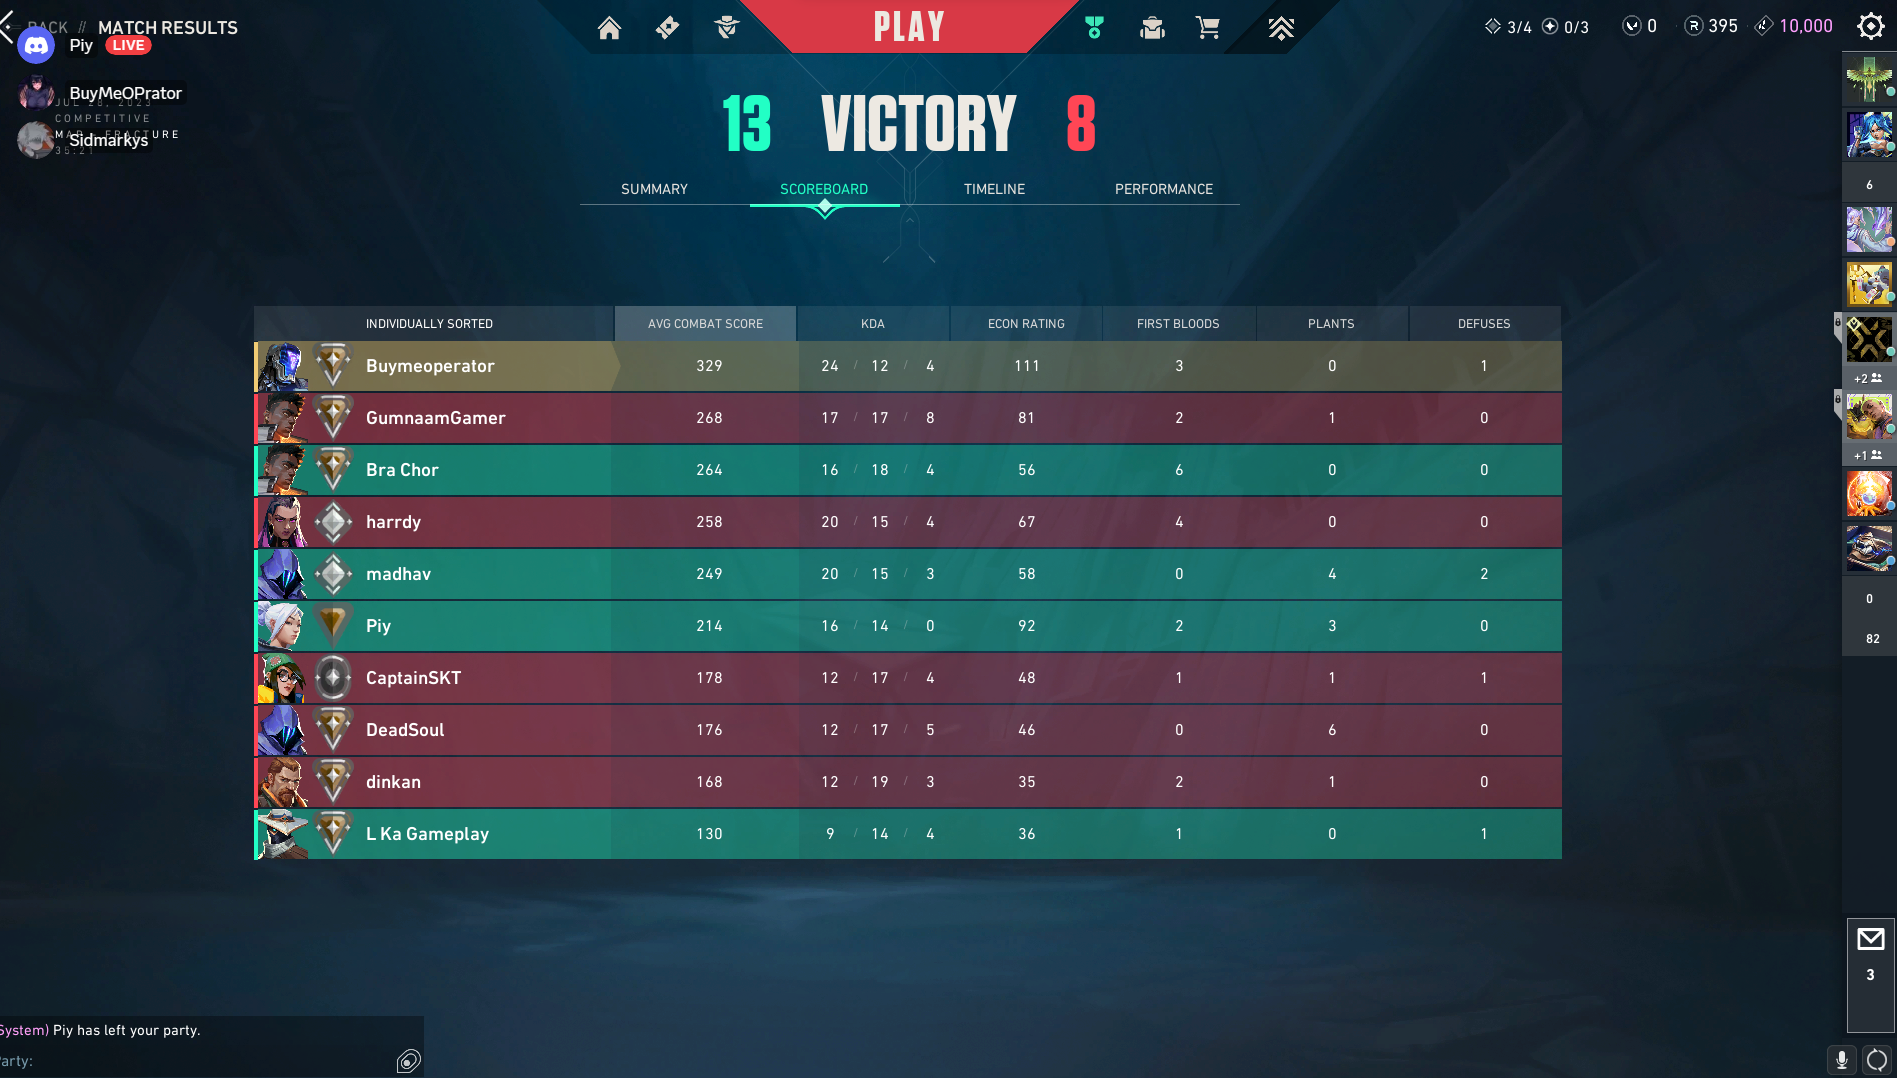 BACK // MATCH RESULTS
PLAY
3/4 0/3 0 395 10,000
Piy LIVE
BuyMeOPrator
COMPETITIVE
Sidmarkys
35:21
13 VICTORY 8
SUMMARY SCOREBOARD TIMELINE PERFORMANCE
INDIVIDUALLY SORTED AVG COMBAT SCORE KDA ECON RATING FIRST BLOODS PLANTS DEFUSES
Buymeoperator 329 24 / 12 / 4 111 3 0 1
GumnaamGamer 268 17 / 17 / 8 81 2 1 0
Bra Chor 264 16 / 18 / 4 56 6 0 0
harrdy 258 20 / 15 / 4 67 4 0 0
madhav 249 20 / 15 / 3 58 0 4 2
Piy 214 16 / 14 / 0 92 2 3 0
CaptainSKT 178 12 / 17 / 4 48 1 1 1
DeadSoul 176 12 / 17 / 5 46 0 6 0
dinkan 168 12 / 19 / 3 35 2 1 0
L Ka Gameplay 130 9 / 14 / 4 36 1 0 1
6
+2
+1
0
82
3
System) Piy has left your party.
arty: